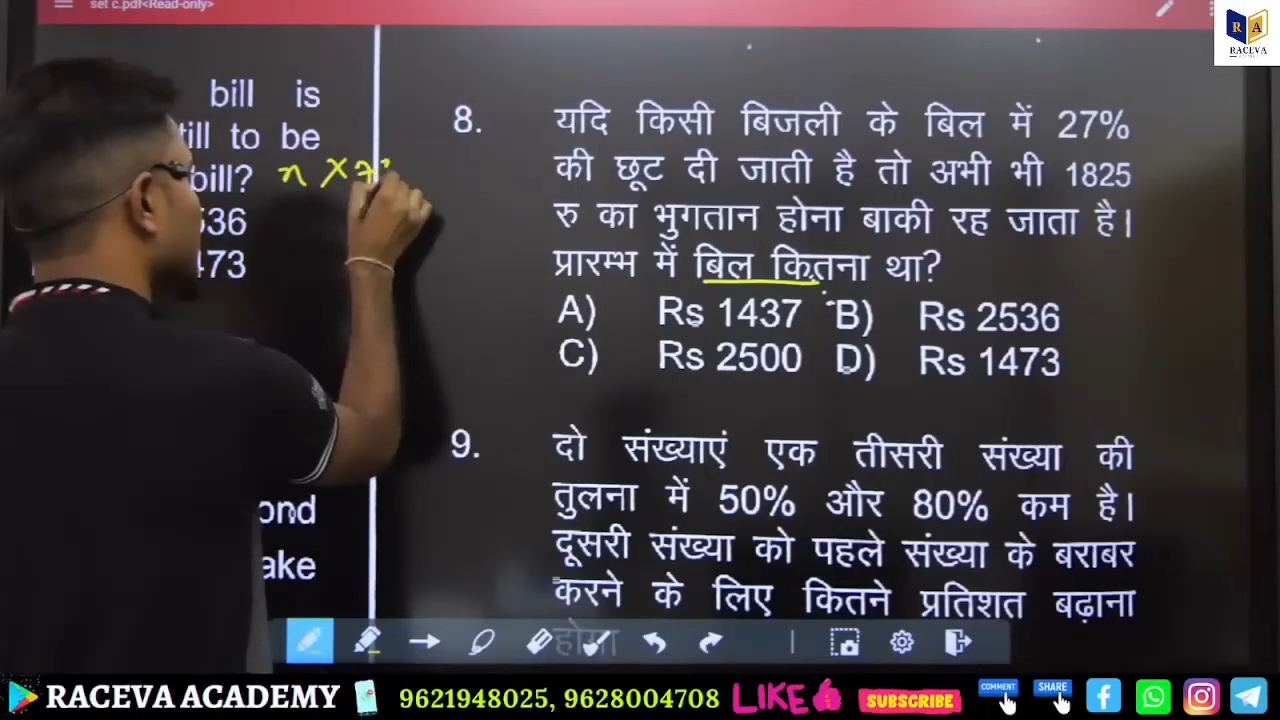 set c.pdf<Read-only>
RA
RACEVA
bill is
till to be
bill?
536
473
ond
ake
8. यदि किसी बिजली के बिल में 27%
की छूट दी जाती है तो अभी भी 1825
रु का भुगतान होना बाकी रह जाता है।
प्रारम्भ में बिल कितना था?
A) Rs 1437 B) Rs 2536
C) Rs 2500 D) Rs 1473
9. दो संख्याएं एक तीसरी संख्या की
तुलना में 50% और 80% कम है।
दूसरी संख्या को पहले संख्या के बराबर
करने के लिए कितने प्रतिशत बढ़ाना
होगा
RACEVA ACADEMY 9621948025, 9628004708 LIKE SUBSCRIBE COMMENT SHARE